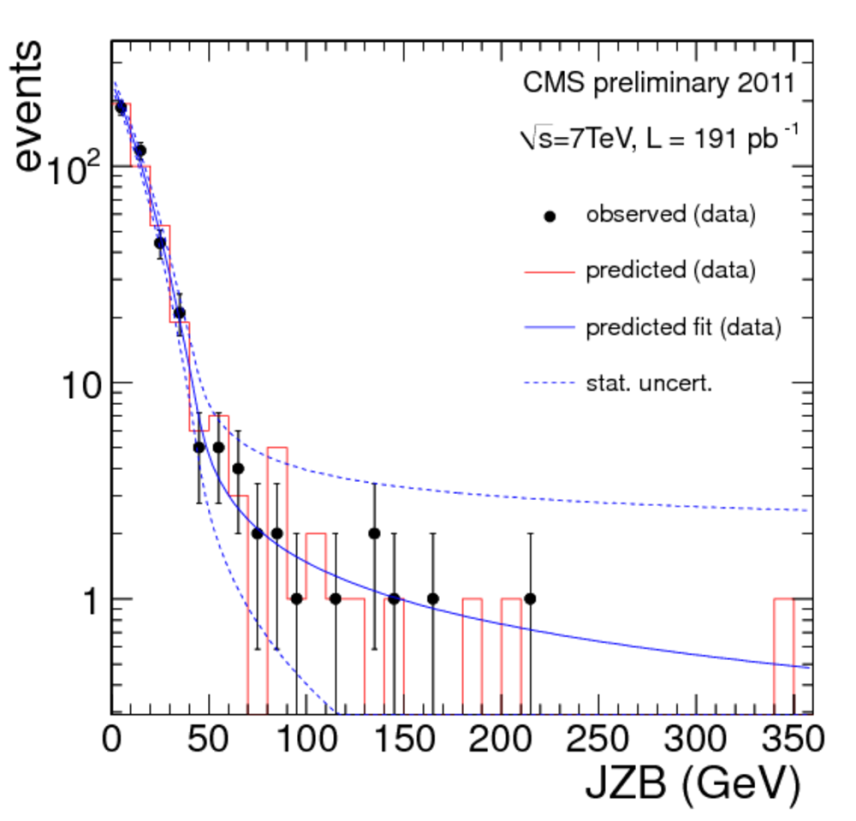 CMS preliminary 2011
√s=7TeV, L = 191 pb⁻¹
observed (data)
predicted (data)
predicted fit (data)
stat. uncert.
events
10²
10
1
0 50 100 150 200 250 300 350
JZB (GeV)